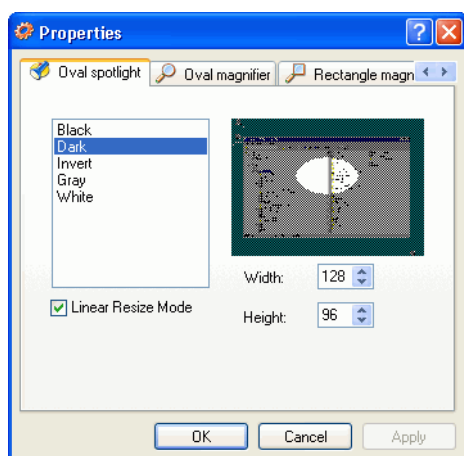 Properties
Oval spotlight
Oval magnifier
Rectangle magn
Black
Dark
Invert
Gray
White
Width:
128
Linear Resize Mode
Height:
96
OK
Cancel
Apply